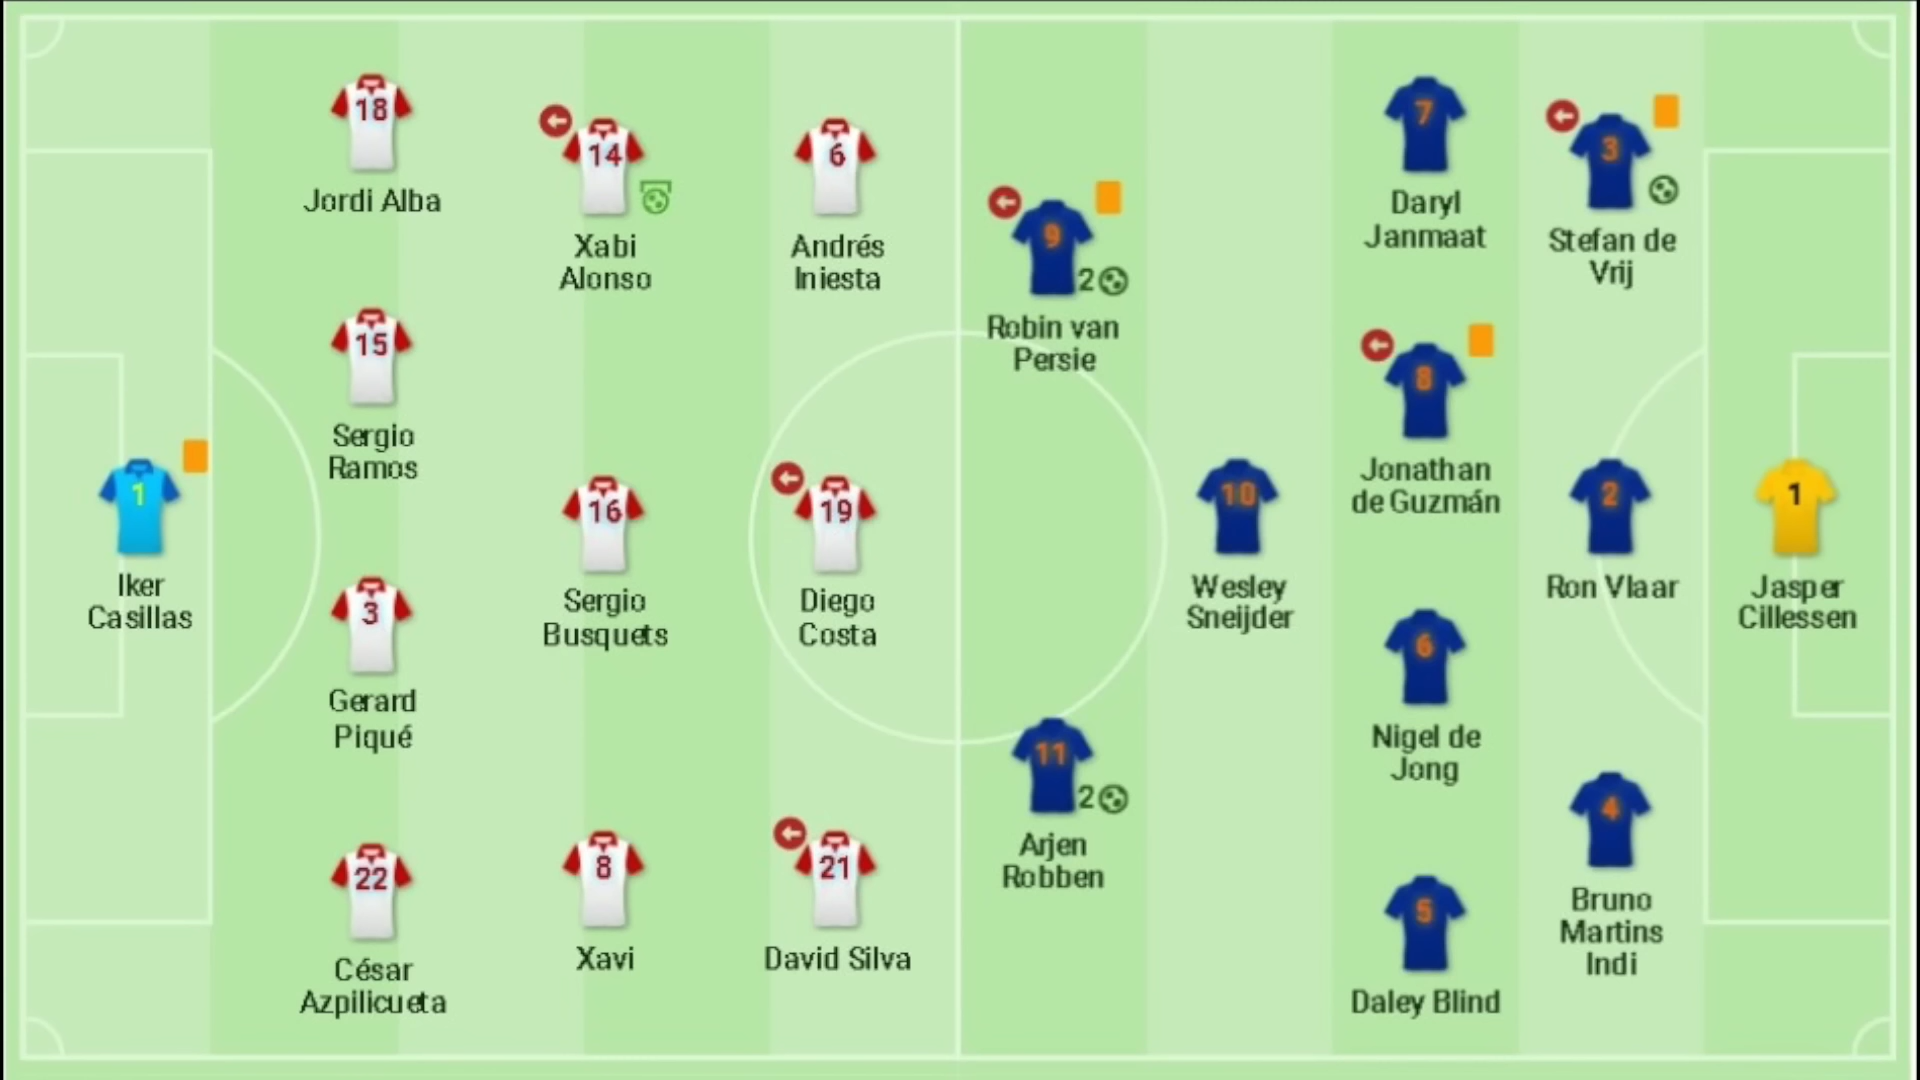 18
Jordi Alba
14
Xabi
Alonso
6
Andrés
Iniesta
15
Sergio
Ramos
1
Iker
Casillas
16
Sergio
Busquets
19
Diego
Costa
3
Gerard
Piqué
22
César
Azpilicueta
8
Xavi
21
David Silva
9
2
Robin van
Persie
7
Daryl
Janmaat
3
Stefan de
Vrij
8
Jonathan
de Guzmán
10
Wesley
Sneijder
2
Ron Vlaar
1
Jasper
Cillessen
6
Nigel de
Jong
11
2
Arjen
Robben
4
Bruno
Martins
Indi
5
Daley Blind